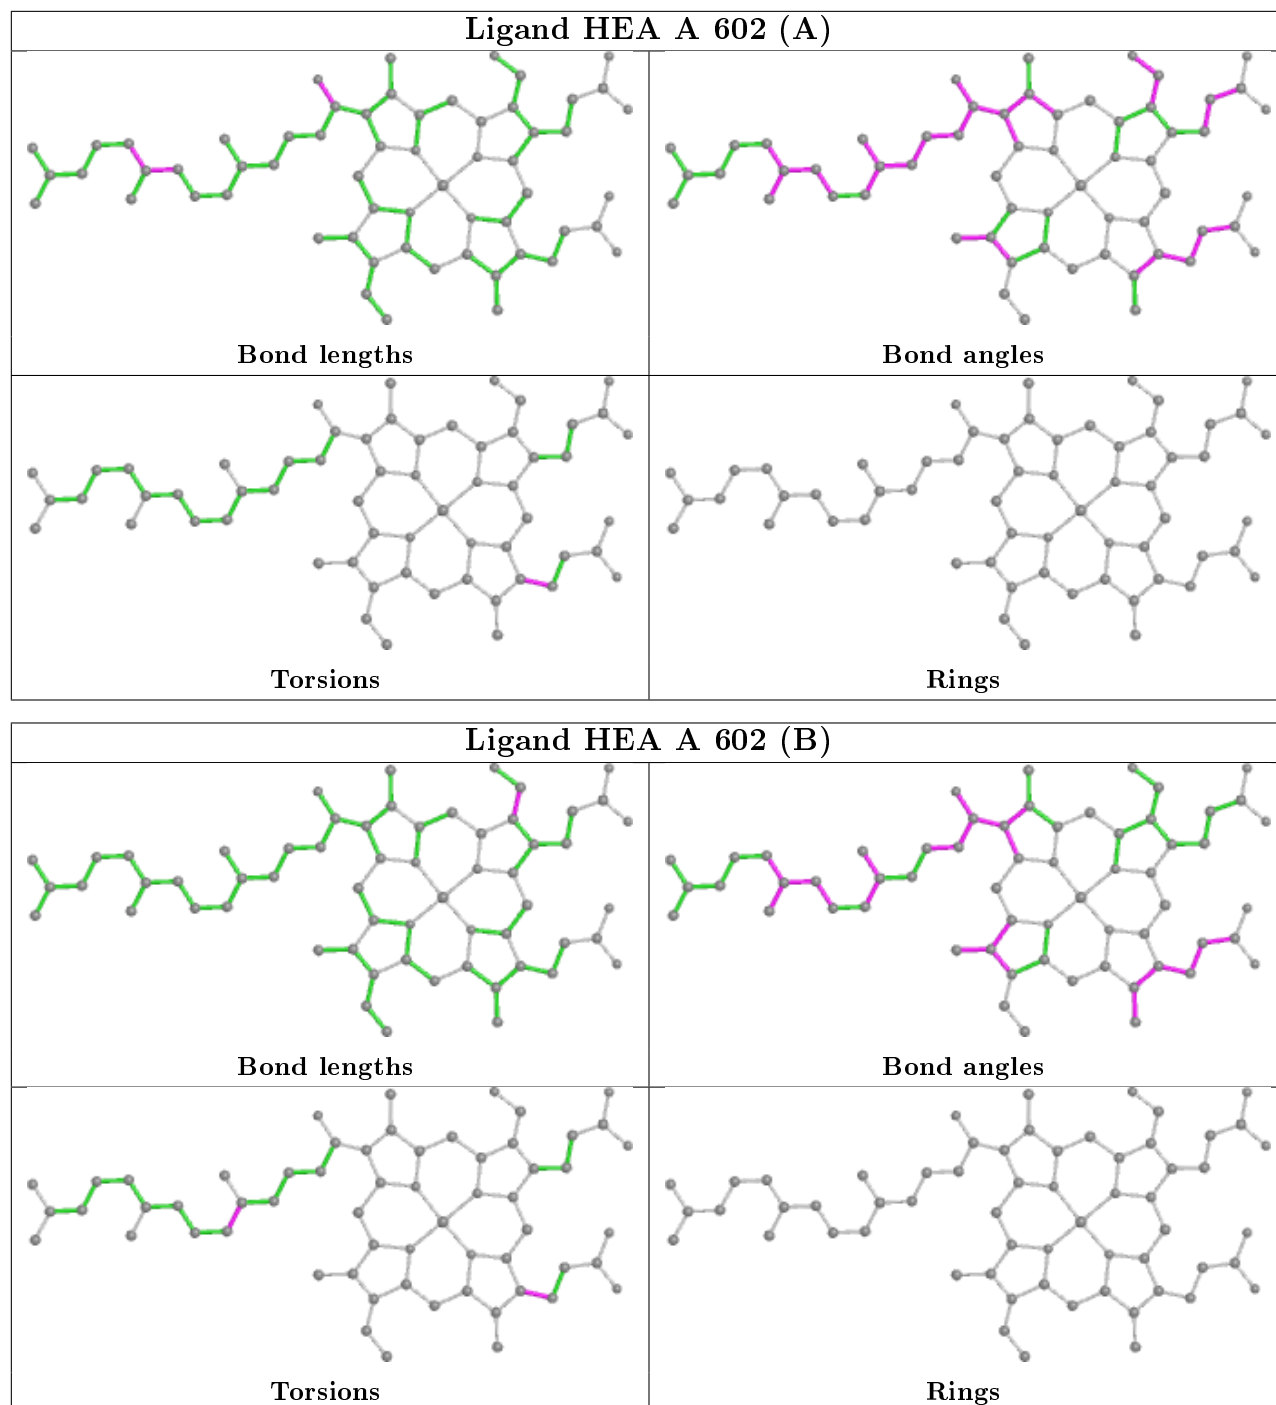 Ligand HEA A 602 (A)
Bond lengths
Bond angles
Torsions
Rings
Ligand HEA A 602 (B)
Bond lengths
Bond angles
Torsions
Rings